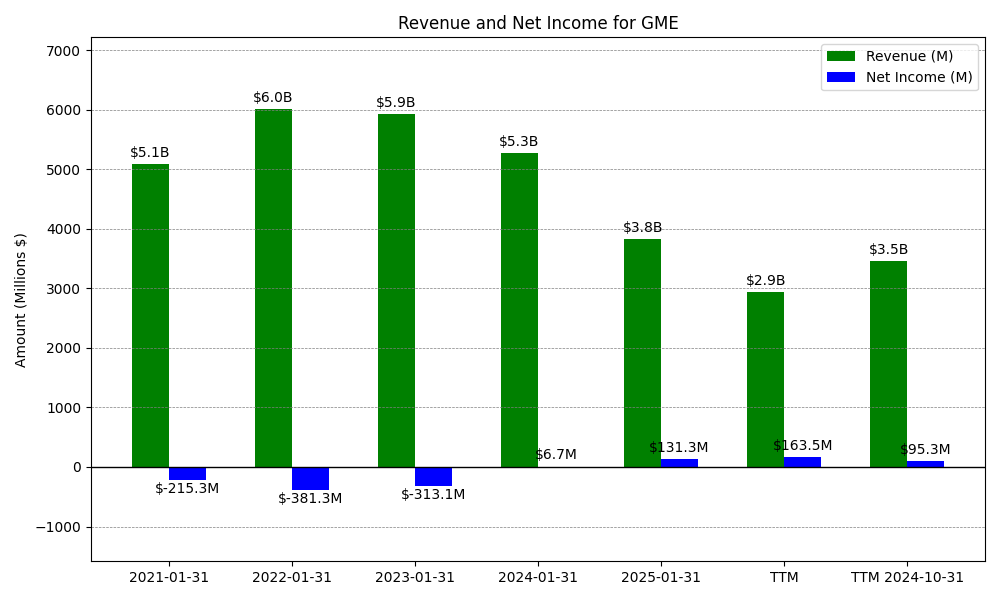 Revenue and Net Income for GME
Revenue (M)
Net Income (M)
Amount (Millions $)
7000
6000
5000
4000
3000
2000
1000
0
−1000
$5.1B
$6.0B
$5.9B
$5.3B
$3.8B
$2.9B
$3.5B
$-215.3M
$-381.3M
$-313.1M
$6.7M
$131.3M
$163.5M
$95.3M
2021-01-31
2022-01-31
2023-01-31
2024-01-31
2025-01-31
TTM
TTM 2024-10-31